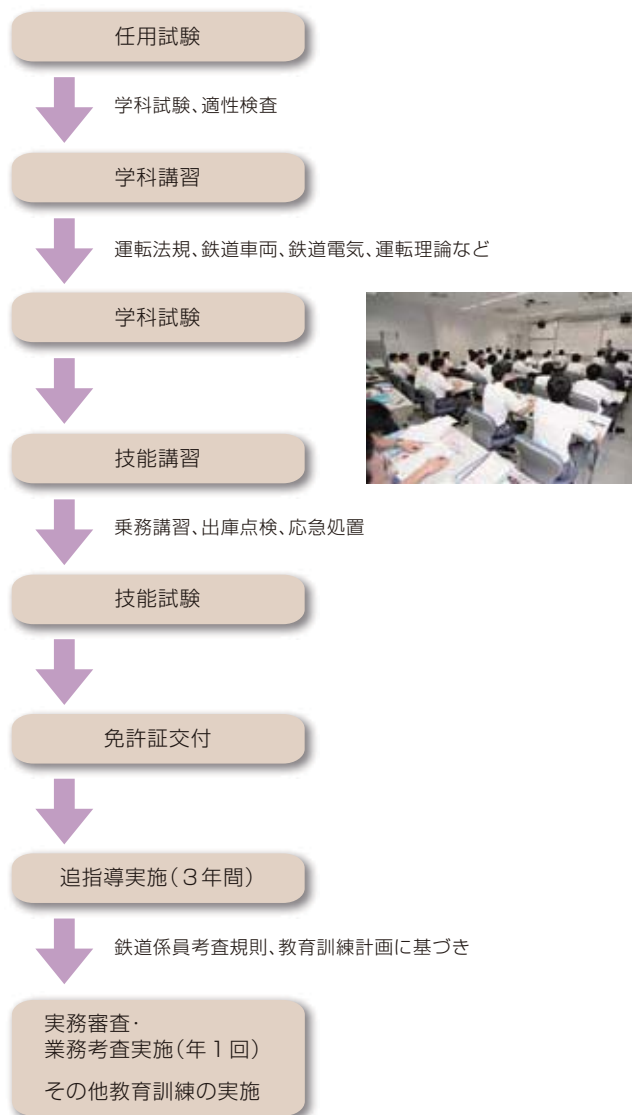 任用試験
学科試験、適性検査
学科講習
運転法規、鉄道車両、鉄道電気、運転理論など
学科試験
技能講習
乗務講習、出庫点検、応急処置
技能試験
免許証交付
追指導実施（３年間）
鉄道係員考査規則、教育訓練計画に基づき
実務審査・
業務考査実施（年１回）
その他教育訓練の実施